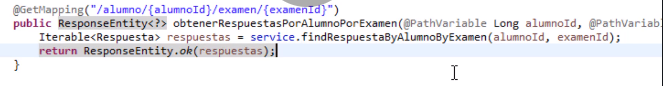 @GetMapping("/alumno/{alumnoId}/examen/{examenId}")
public ResponseEntity<?> obtenerRespuestasPorAlumnoPorExamen(@PathVariable Long alumnoId,
Iterable<Respuesta> respuestas = service.findRespuestaByAlumnoByExamen(alumnoId, examenId);
return ResponseEntity.ok(respuestas);
}